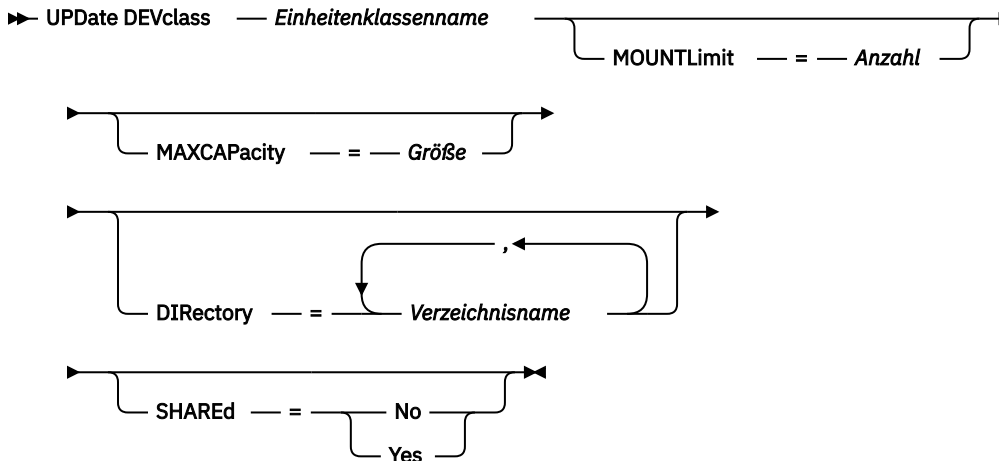 UPDate DEVclass Einheitenklassenname
MOUNTLimit = Anzahl
MAXCAPacity = Größe
,
DIRectory = Verzeichnisname
SHAREd = No
Yes